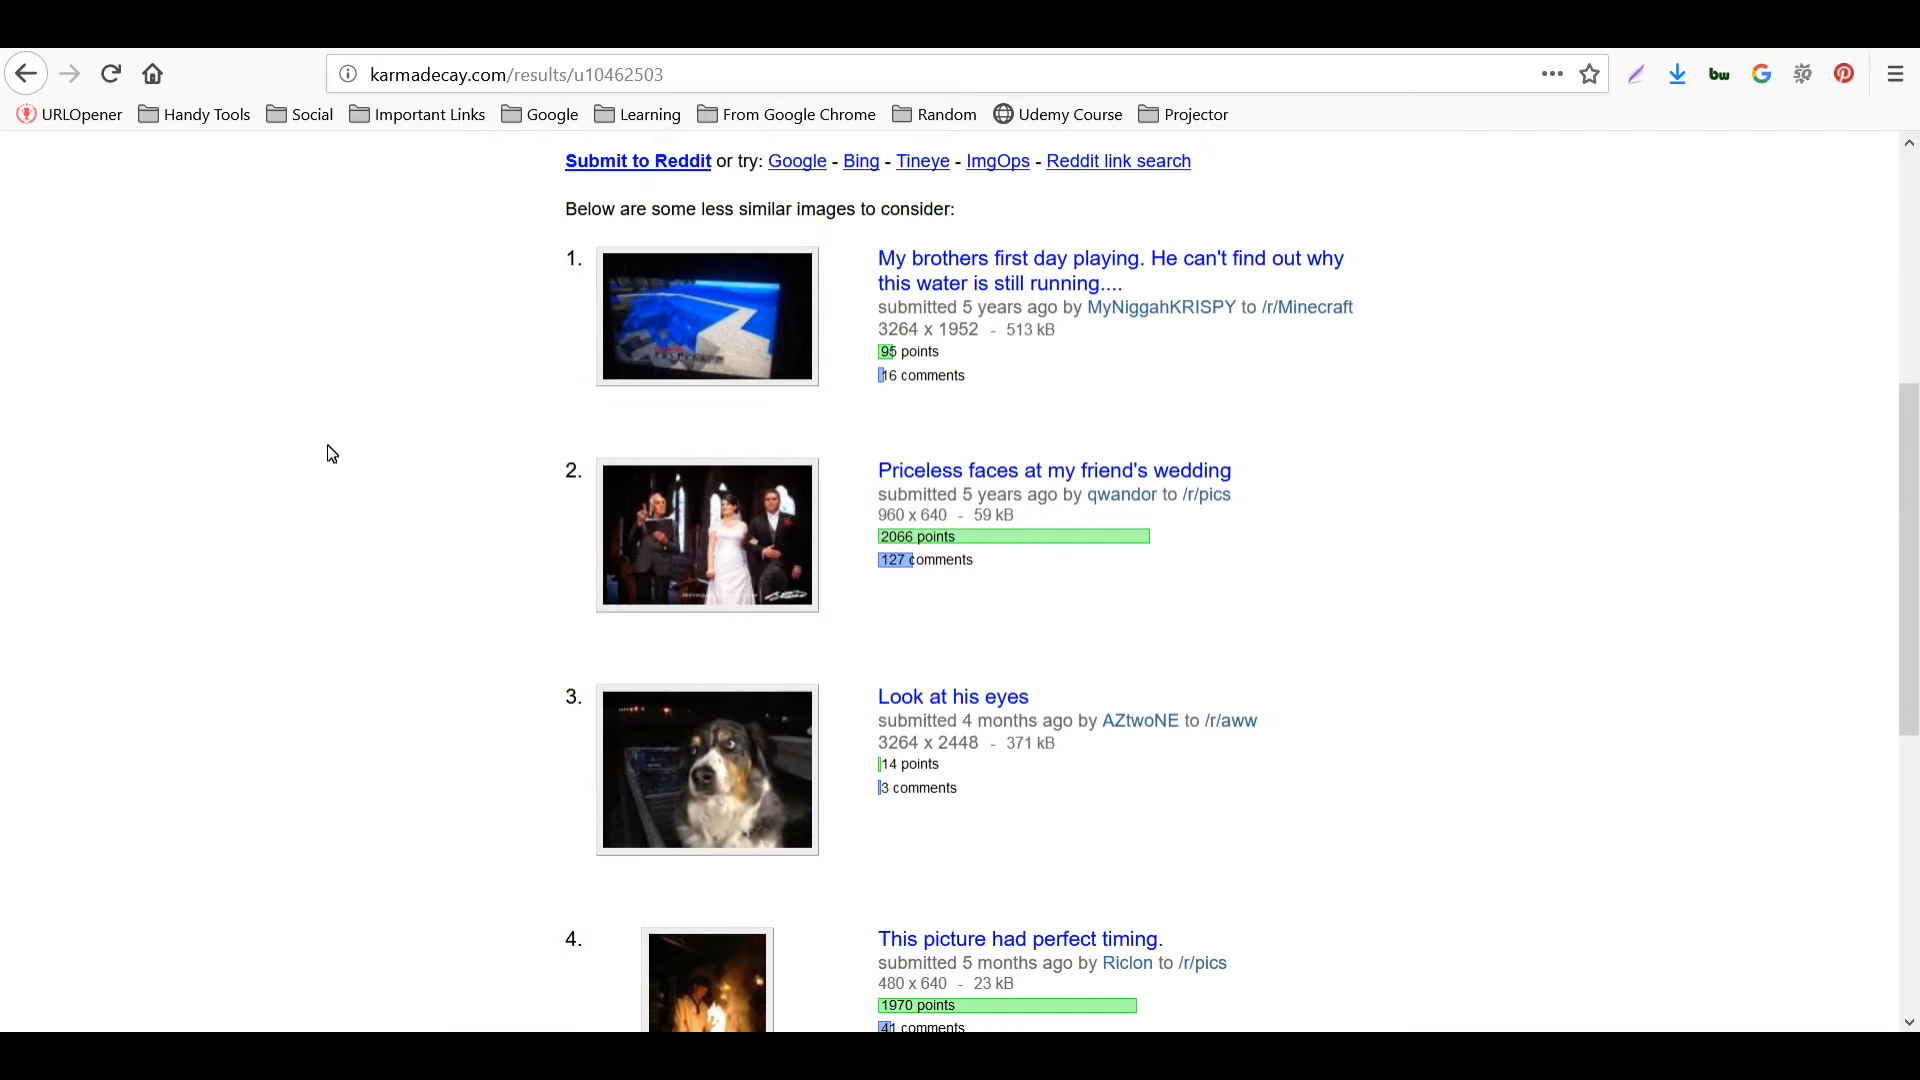 karmadecay.com/results/u10462503
URLOpener Handy Tools Social Important Links Google Learning From Google Chrome Random Udemy Course Projector
Submit to Reddit or try: Google - Bing - Tineye - ImgOps - Reddit link search
Below are some less similar images to consider:
1.
My brothers first day playing. He can't find out why
this water is still running....
submitted 5 years ago by MyNiggahKRISPY to /r/Minecraft
3264 x 1952 - 513 kB
95 points
16 comments
2.
Priceless faces at my friend's wedding
submitted 5 years ago by qwandor to /r/pics
960 x 640 - 59 kB
2066 points
127 comments
3.
Look at his eyes
submitted 4 months ago by AZtwoNE to /r/aww
3264 x 2448 - 371 kB
14 points
3 comments
4.
This picture had perfect timing.
submitted 5 months ago by Riclon to /r/pics
480 x 640 - 23 kB
1970 points
41 comments